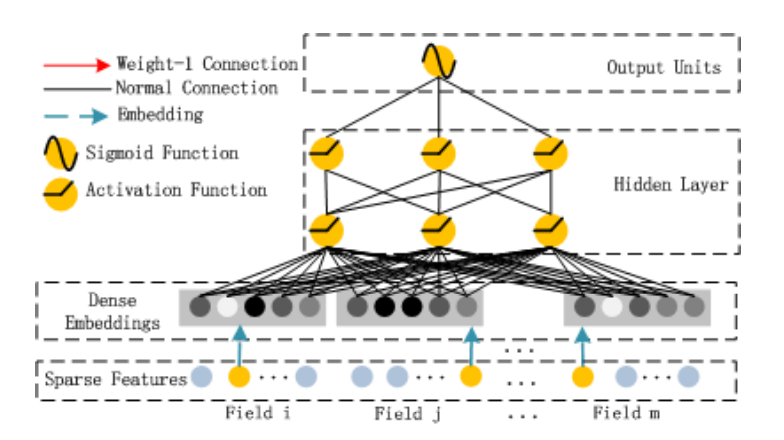 Weight-1 Connection
Normal Connection
Embedding
Sigmoid Function
Activation Function
Output Units
Hidden Layer
Dense
Embeddings
...
Sparse Features
...
...
...
...
Field i
Field j
...
Field m